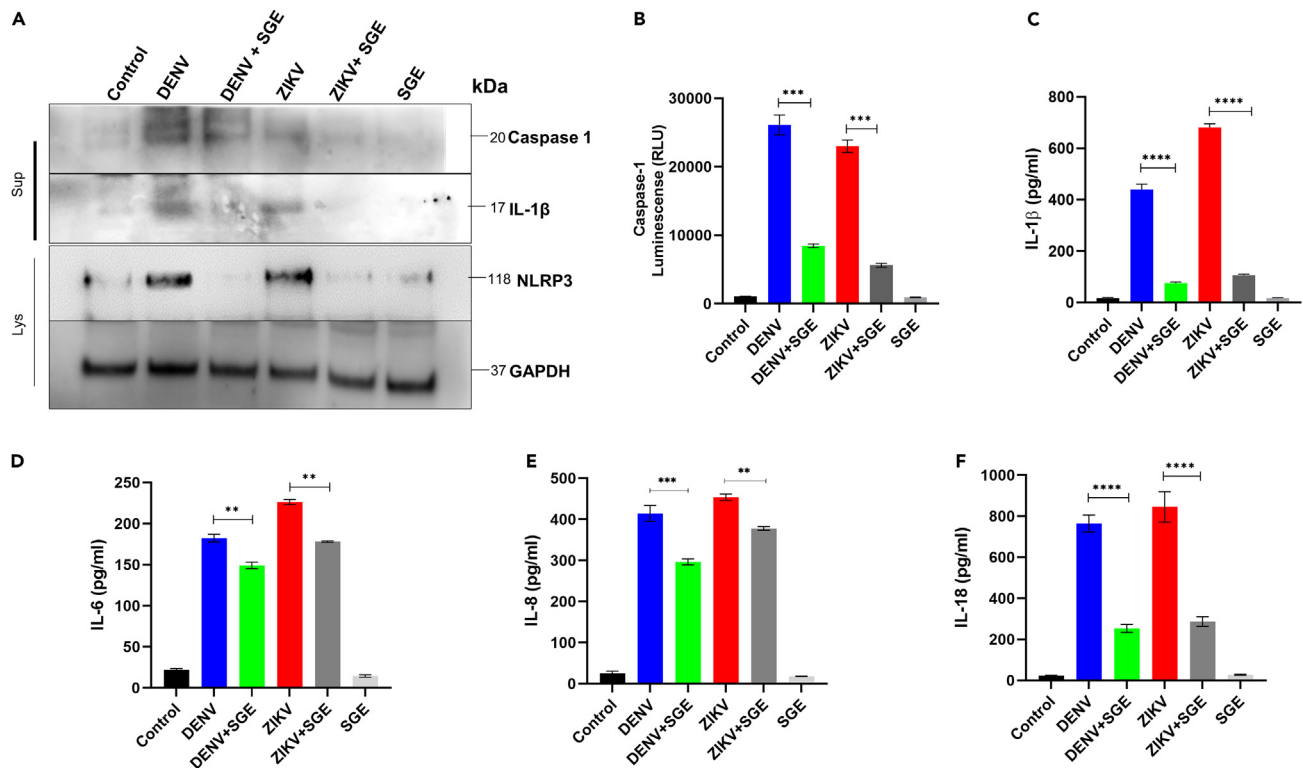 A
Control
DENV
DENV + SGE
ZIKV
ZIKV+ SGE
SGE
kDa
Sup
20 Caspase 1
17 IL-1β
Lys
118 NLRP3
37 GAPDH
B
Caspase-1
Luminescense (RLU)
30000
20000
10000
0
***
***
Control
DENV
DENV+SGE
ZIKV
ZIKV+SGE
SGE
C
IL-1β (pg/ml)
800
600
400
200
0
****
****
Control
DENV
DENV+SGE
ZIKV
ZIKV+SGE
SGE
D
IL-6 (pg/ml)
250
200
150
100
50
0
**
**
Control
DENV
DENV+SGE
ZIKV
ZIKV+SGE
SGE
E
IL-8 (pg/ml)
500
400
300
200
100
0
***
**
Control
DENV
DENV+SGE
ZIKV
ZIKV+SGE
SGE
F
IL-18 (pg/ml)
1000
800
600
400
200
0
****
****
Control
DENV
DENV+SGE
ZIKV
ZIKV+SGE
SGE